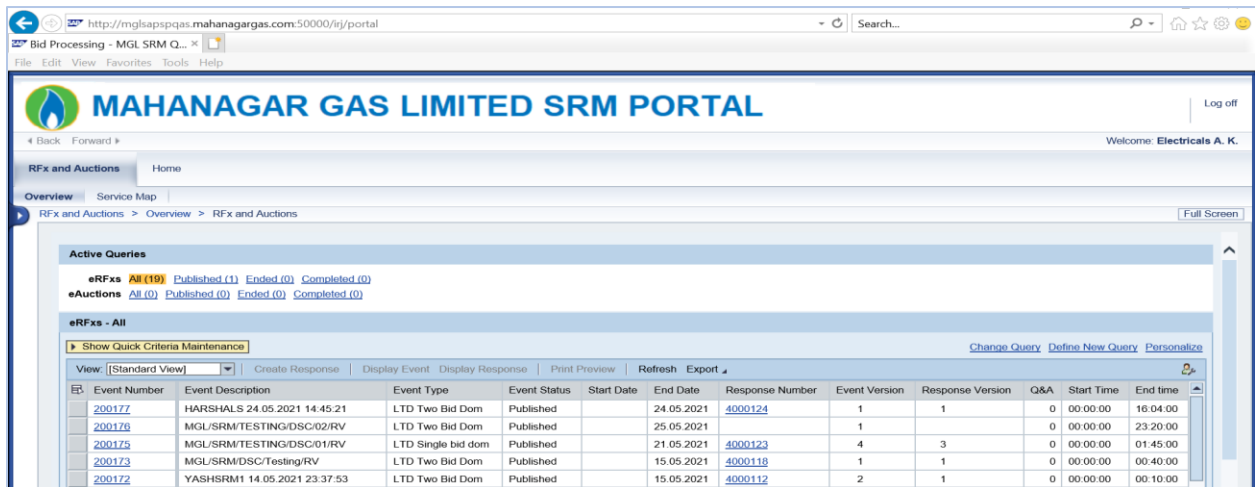 http://mglsapspqas.mahanagargas.com:50000/irj/portal Search...
Bid Processing - MGL SRM Q...
File Edit View Favorites Tools Help
MAHANAGAR GAS LIMITED SRM PORTAL Log off
Back Forward Welcome: Electricals A. K.
RFx and Auctions Home
Overview Service Map
RFx and Auctions > Overview > RFx and Auctions Full Screen
Active Queries
eRFxs All (19) Published (1) Ended (0) Completed (0)
eAuctions All (0) Published (0) Ended (0) Completed (0)
eRFxs - All
Show Quick Criteria Maintenance Change Query Define New Query Personalize
View: [Standard View] Create Response Display Event Display Response Print Preview Refresh Export
Event Number Event Description Event Type Event Status Start Date End Date Response Number Event Version Response Version Q&A Start Time End time
200177 HARSHALS 24.05.2021 14:45:21 LTD Two Bid Dom Published 24.05.2021 4000124 1 1 0 00:00:00 16:04:00
200176 MGL/SRM/TESTING/DSC/02/RV LTD Two Bid Dom Published 25.05.2021 1 0 00:00:00 23:20:00
200175 MGL/SRM/TESTING/DSC/01/RV LTD Single bid dom Published 21.05.2021 4000123 4 3 0 00:00:00 01:45:00
200173 MGL/SRM/DSC/Testing/RV LTD Two Bid Dom Published 15.05.2021 4000118 1 1 0 00:00:00 00:40:00
200172 YASHSRM1 14.05.2021 23:37:53 LTD Two Bid Dom Published 15.05.2021 4000112 2 1 0 00:00:00 00:10:00